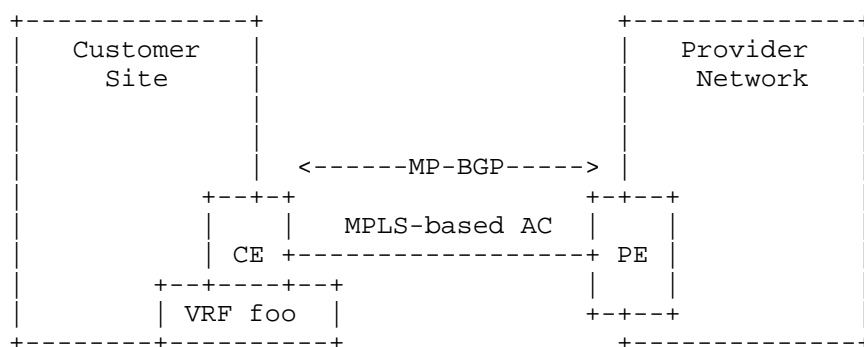 Customer Provider
Site Network
<------MP-BGP----->
MPLS-based AC
CE PE
VRF foo